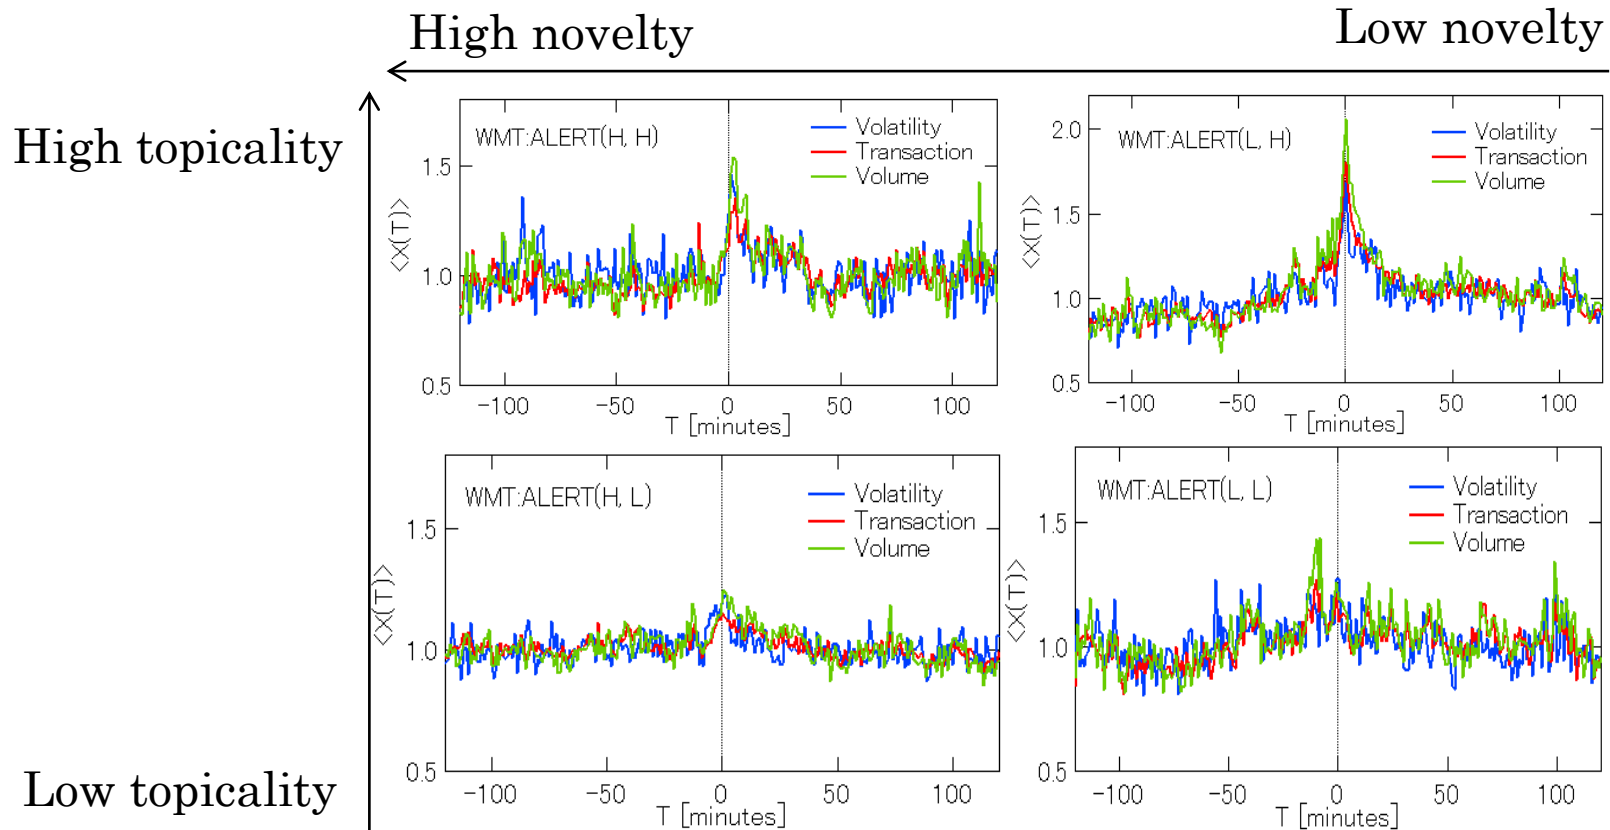 High novelty
Low novelty
High topicality
Low topicality
WMT:ALERT(H, H)
Volatility
Transaction
Volume
<X(T)>
1.5
1.0
0.5
-100
-50
0
50
100
T [minutes]
WMT:ALERT(L, H)
Volatility
Transaction
Volume
<X(T)>
2.0
1.5
1.0
0.5
-100
-50
0
50
100
T [minutes]
WMT:ALERT(H, L)
Volatility
Transaction
Volume
<X(T)>
1.5
1.0
0.5
-100
-50
0
50
100
T [minutes]
WMT:ALERT(L, L)
Volatility
Transaction
Volume
<X(T)>
1.5
1.0
0.5
-100
-50
0
50
100
T [minutes]